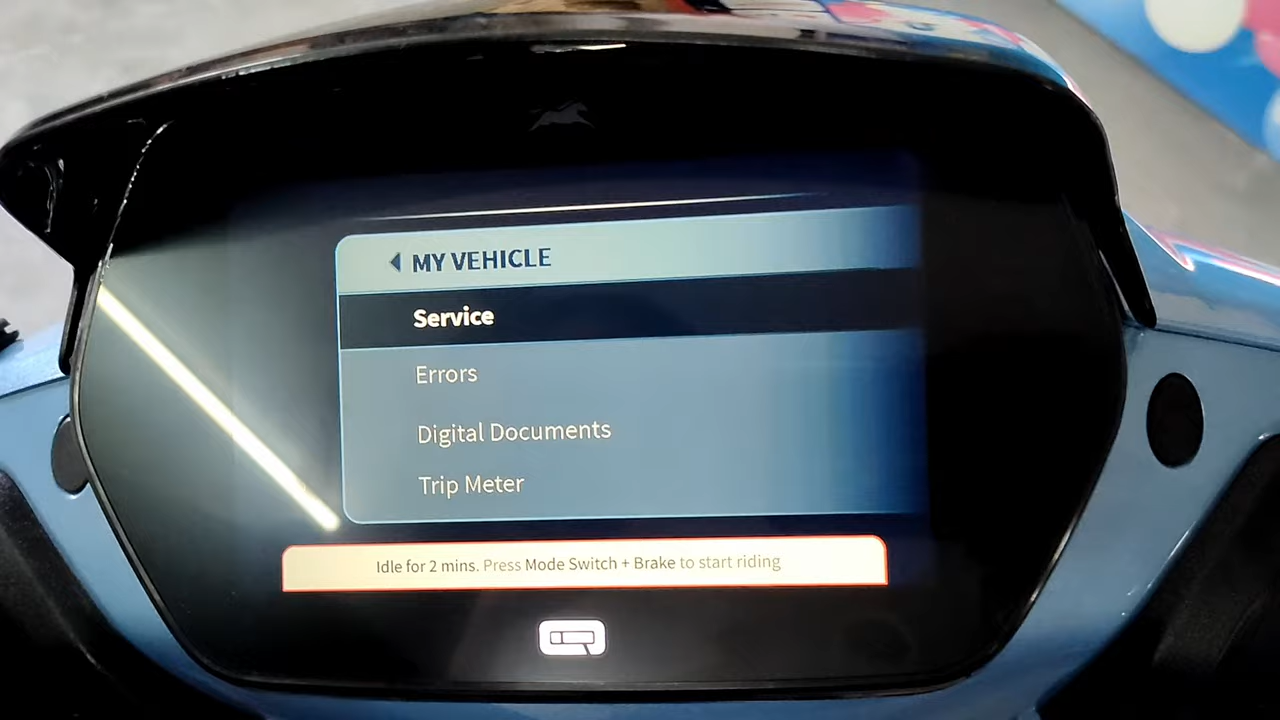 MY VEHICLE
Service
Errors
Digital Documents
Trip Meter
Idle for 2 mins. Press Mode Switch + Brake to start riding